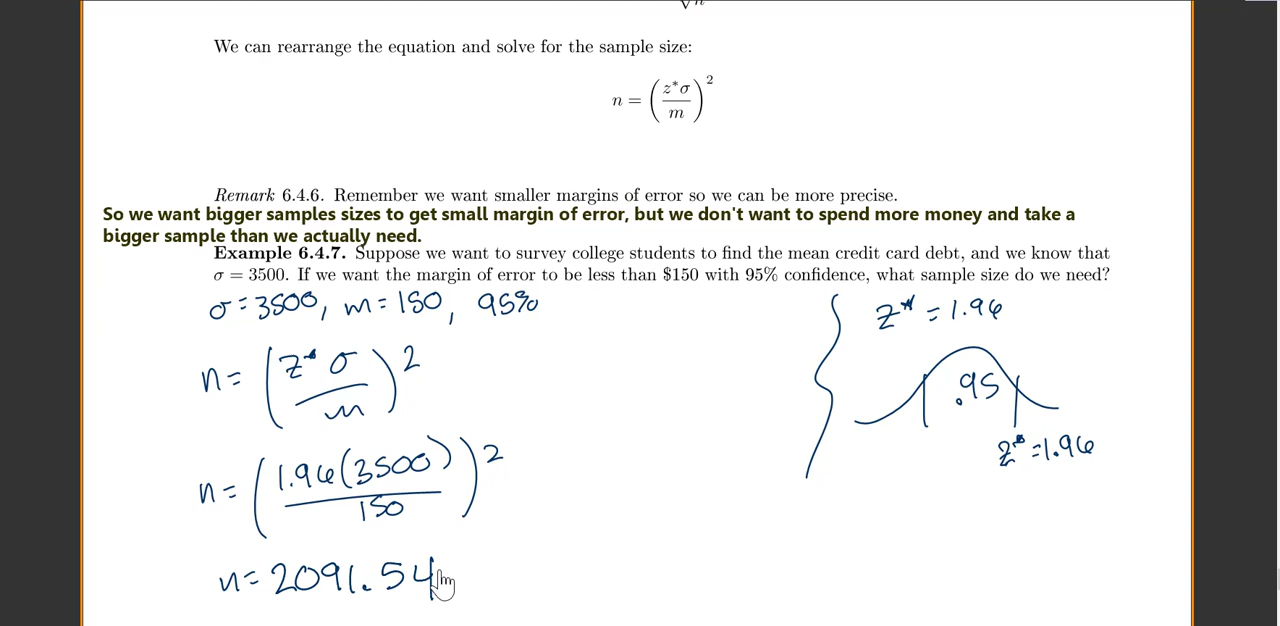 We can rearrange the equation and solve for the sample size:
n = (z*σ / m)²
Remark 6.4.6. Remember we want smaller margins of error so we can be more precise.
So we want bigger samples sizes to get small margin of error, but we don't want to spend more money and take a
bigger sample than we actually need.
Example 6.4.7. Suppose we want to survey college students to find the mean credit card debt, and we know that
σ = 3500. If we want the margin of error to be less than $150 with 95% confidence, what sample size do we need?
σ = 3500, m = 150, 95%
n = (z* σ / m)²
n = (1.96(3500) / 150)²
n = 2091.54
z* = 1.96
.95
z* = 1.96